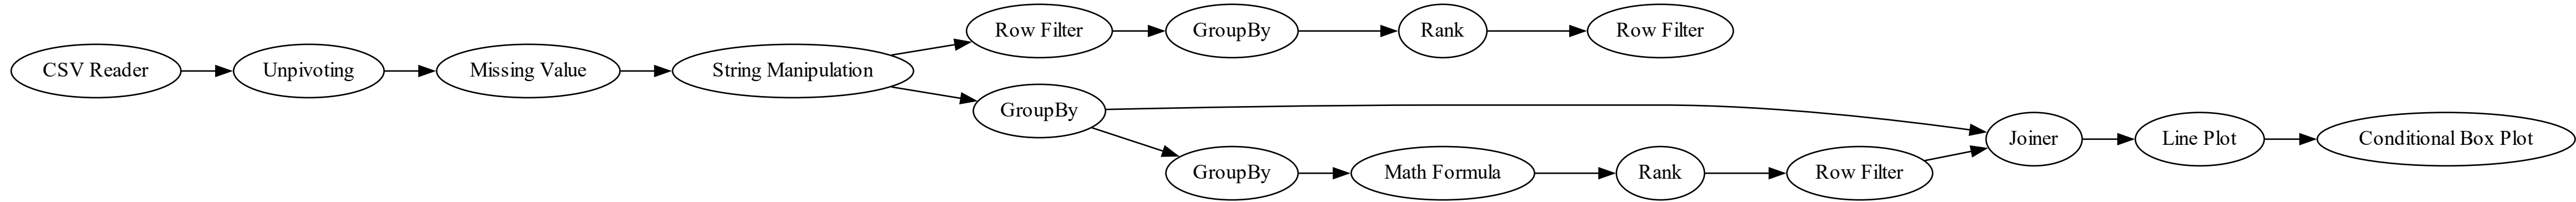 CSV Reader
Unpivoting
Missing Value
String Manipulation
Row Filter
GroupBy
Rank
Row Filter
GroupBy
GroupBy
Math Formula
Rank
Row Filter
Joiner
Line Plot
Conditional Box Plot